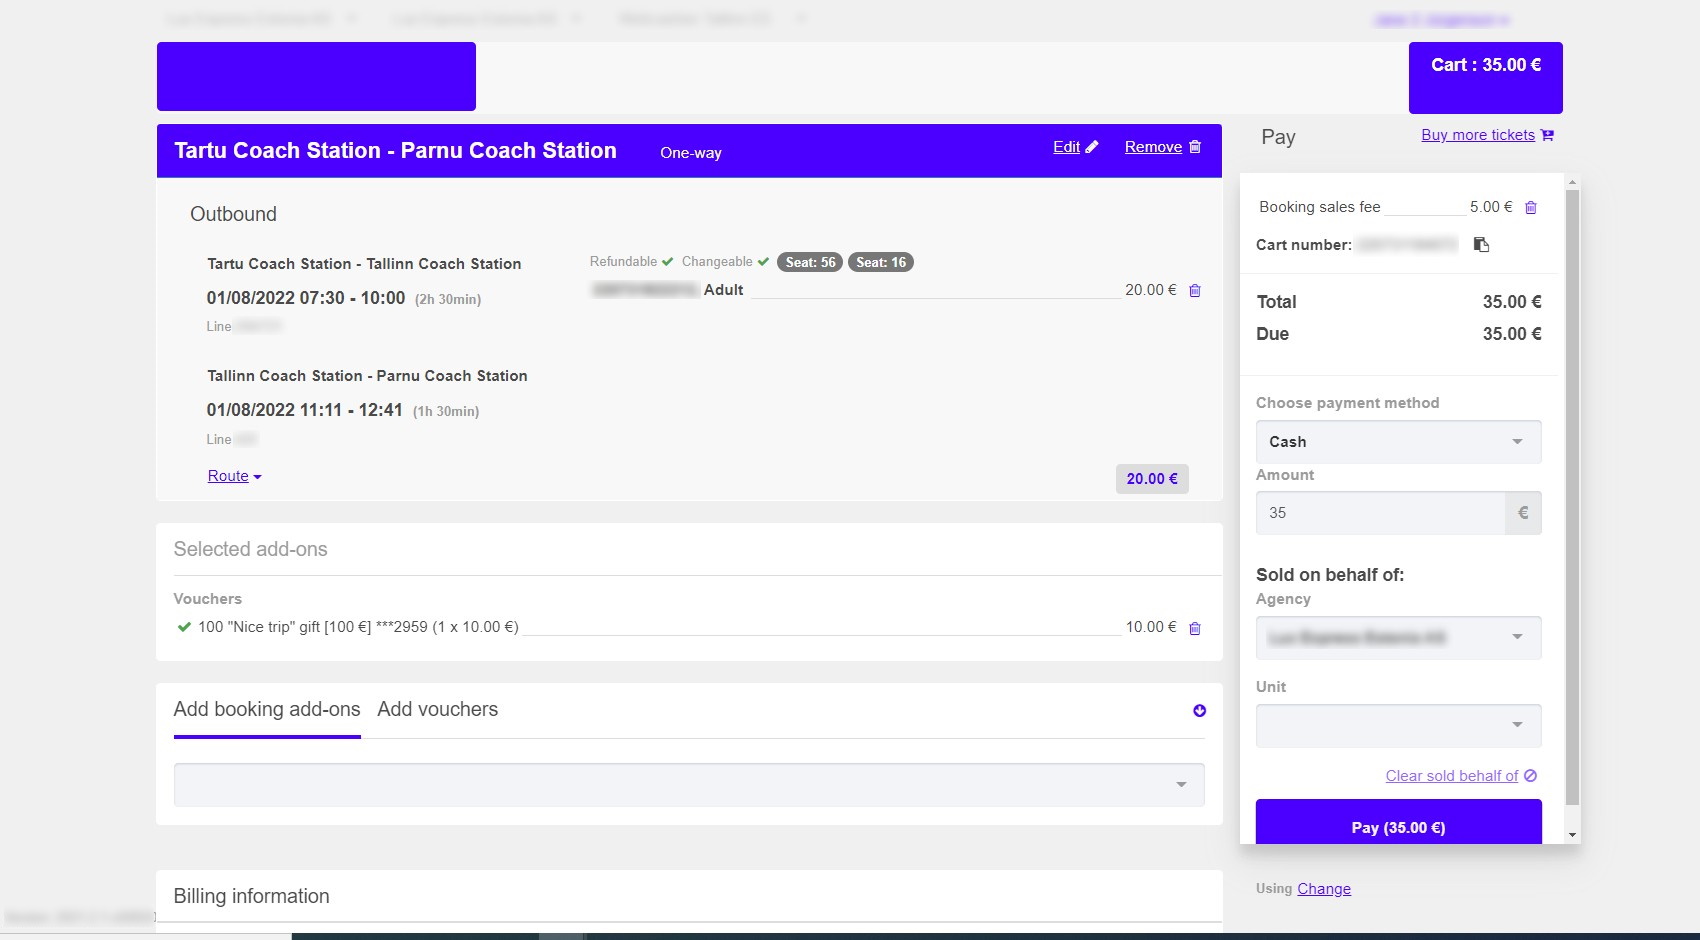 Cart : 35.00 €
Tartu Coach Station - Parnu Coach Station One-way Edit Remove
Outbound
Tartu Coach Station - Tallinn Coach Station
01/08/2022 07:30 - 10:00 (2h 30min)
Line
Refundable Changeable Seat: 56 Seat: 16
Adult 20.00 €
Tallinn Coach Station - Parnu Coach Station
01/08/2022 11:11 - 12:41 (1h 30min)
Line
Route
20.00 €
Selected add-ons
Vouchers
100 "Nice trip" gift [100 €] ***2959 (1 x 10.00 €) 10.00 €
Add booking add-ons Add vouchers
Billing information
Pay Buy more tickets
Booking sales fee 5.00 €
Cart number:
Total 35.00 €
Due 35.00 €
Choose payment method
Cash
Amount
35 €
Sold on behalf of:
Agency
Unit
Clear sold behalf of
Pay (35.00 €)
Using Change